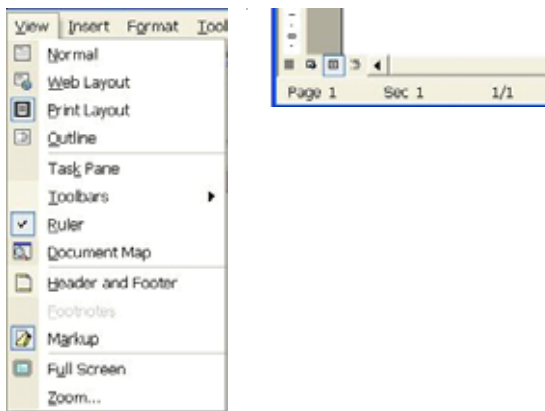 View Insert Format Tool
Normal
Web Layout
Print Layout
Outline
Task Pane
Toolbars
Ruler
Document Map
Header and Footer
Footnotes
Markup
Full Screen
Zoom...
Page 1 Sec 1 1/1